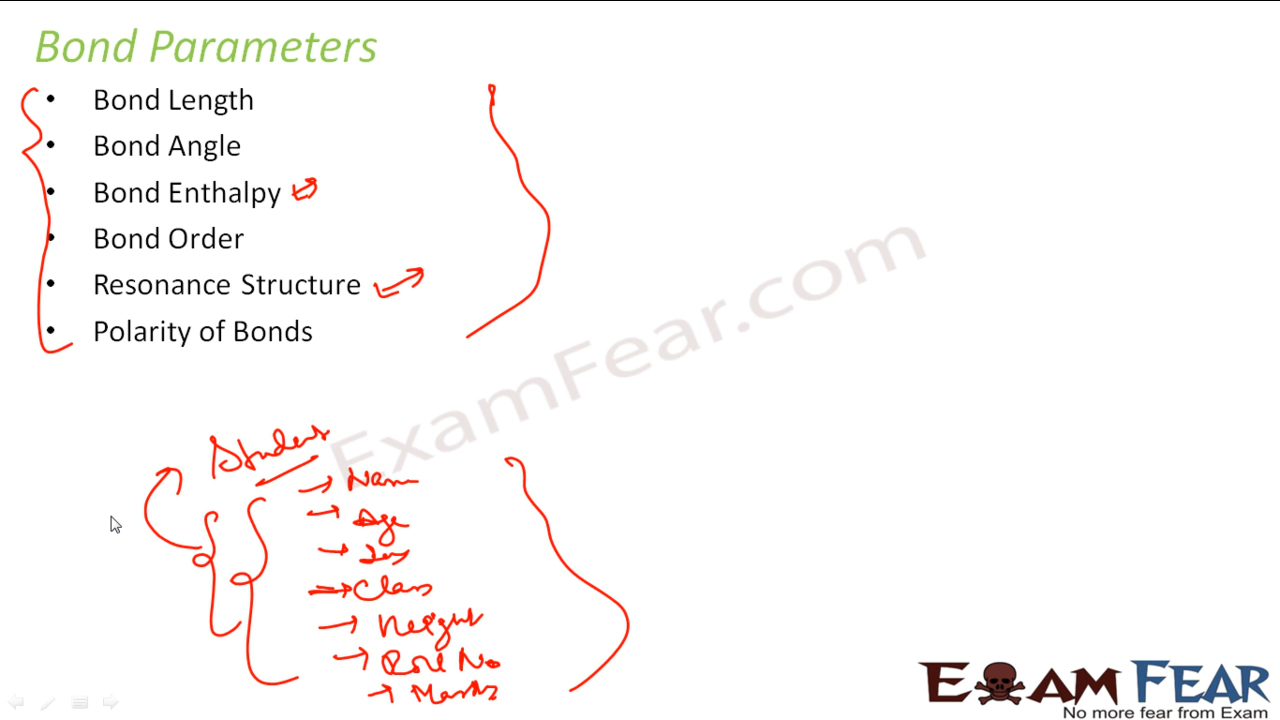 Bond Parameters
• Bond Length
• Bond Angle
• Bond Enthalpy
• Bond Order
• Resonance Structure
• Polarity of Bonds
ExamFear.com
Student
→ Name
→ Age
→ Class
→ Height
→ Roll No
→ Marks
EXAM FEAR
No more fear from Exam